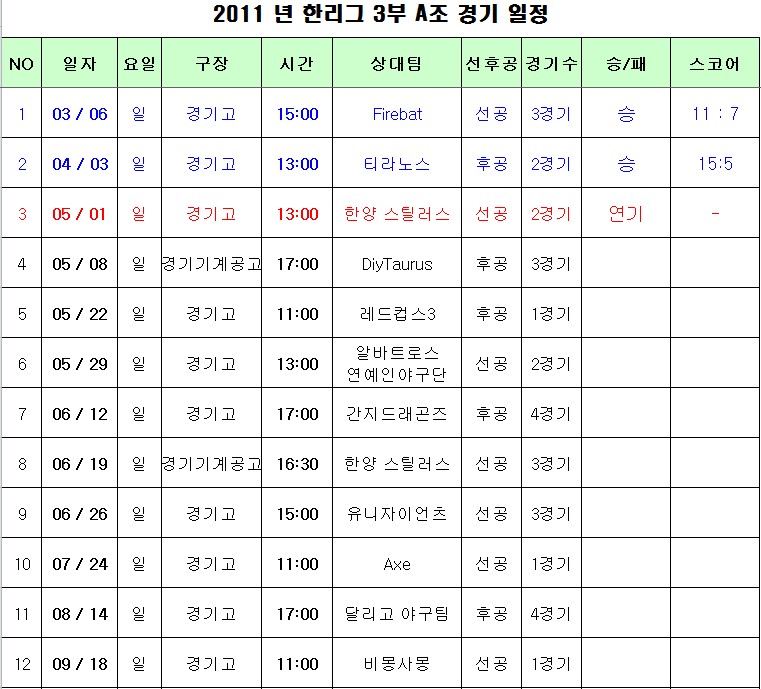 2011 년 한리그 3부 A조 경기 일정
NO 일자 요일 구장 시간 상대팀 선후공 경기수 승/패 스코어
1 03 / 06 일 경기고 15:00 Firebat 선공 3경기 승 11 : 7
2 04 / 03 일 경기고 13:00 티라노스 후공 2경기 승 15:5
3 05 / 01 일 경기고 13:00 한양 스틸러스 선공 2경기 연기 -
4 05 / 08 일 경기기계공고 17:00 DiyTaurus 후공 3경기
5 05 / 22 일 경기고 11:00 레드컵스3 후공 1경기
6 05 / 29 일 경기고 13:00 알바트로스 연예인야구단 선공 2경기
7 06 / 12 일 경기고 17:00 간지드래곤즈 후공 4경기
8 06 / 19 일 경기기계공고 16:30 한양 스틸러스 선공 3경기
9 06 / 26 일 경기고 15:00 유니자이언츠 선공 3경기
10 07 / 24 일 경기고 11:00 Axe 선공 1경기
11 08 / 14 일 경기고 17:00 달리고 야구팀 후공 4경기
12 09 / 18 일 경기고 11:00 비몽사몽 선공 1경기